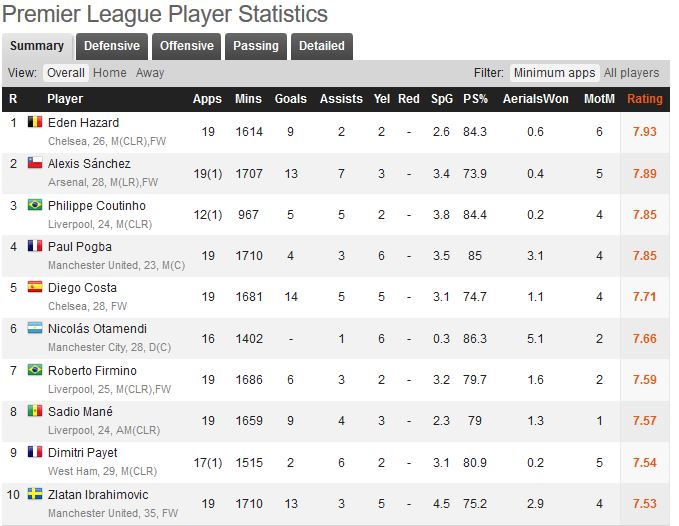 Premier League Player Statistics
Summary Defensive Offensive Passing Detailed
View: Overall Home Away Filter: Minimum apps All players
R Player Apps Mins Goals Assists Yel Red SpG PS% AerialsWon MotM Rating
1 Eden Hazard 19 1614 9 2 2 - 2.6 84.3 0.6 6 7.93
Chelsea, 26, M(CLR),FW
2 Alexis Sánchez 19(1) 1707 13 7 3 - 3.4 73.9 0.4 5 7.89
Arsenal, 28, M(LR),FW
3 Philippe Coutinho 12(1) 967 5 5 2 - 3.8 84.4 0.2 4 7.85
Liverpool, 24, M(CLR)
4 Paul Pogba 19 1710 4 3 6 - 3.5 85 3.1 4 7.85
Manchester United, 23, M(C)
5 Diego Costa 19 1681 14 5 5 - 3.1 74.7 1.1 4 7.71
Chelsea, 28, FW
6 Nicolás Otamendi 16 1402 - 1 6 - 0.3 86.3 5.1 2 7.66
Manchester City, 28, D(C)
7 Roberto Firmino 19 1686 6 3 2 - 3.2 79.7 1.6 2 7.59
Liverpool, 25, M(CLR),FW
8 Sadio Mané 19 1659 9 4 3 - 2.3 79 1.3 1 7.57
Liverpool, 24, AM(CLR)
9 Dimitri Payet 17(1) 1515 2 6 2 - 3.1 80.9 0.2 5 7.54
West Ham, 29, M(CLR)
10 Zlatan Ibrahimovic 19 1710 13 3 5 - 4.5 75.2 2.9 4 7.53
Manchester United, 35, FW